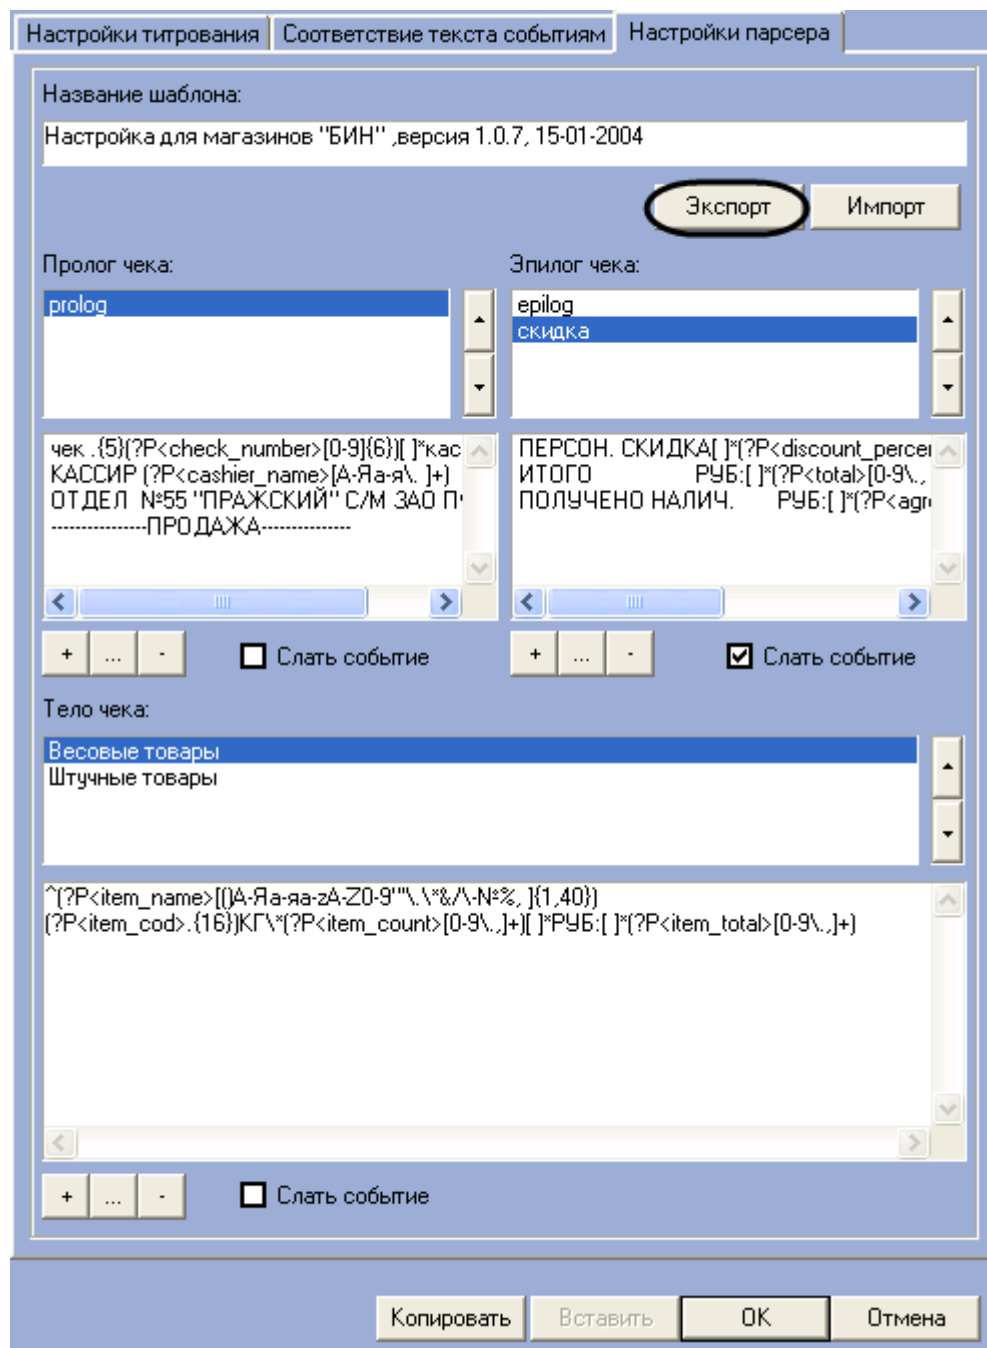 Настройки титрования Соответствие текста событиям Настройки парсера
Название шаблона:
Настройка для магазинов "БИН" ,версия 1.0.7, 15-01-2004
Экспорт Импорт
Пролог чека:
prolog
Эпилог чека:
epilog
скидка
чек .{5}(?P<check_number>[0-9]{6})[ ]*кас
КАССИР (?P<cashier_name>[А-Яа-я\. ]+)
ОТДЕЛ №55 "ПРАЖСКИЙ" С/М ЗАО П
---------------ПРОДАЖА--------------
ПЕРСОН. СКИДКА[ ]*(?P<discount_percer
ИТОГО РУБ:[ ]*(?P<total>[0-9\.,
ПОЛУЧЕНО НАЛИЧ. РУБ:[ ]*(?P<agr
+ ... - Слать событие
+ ... - Слать событие
Тело чека:
Весовые товары
Штучные товары
^(?P<item_name>[()А-Яа-яa-zA-Z0-9'"\.\*&/\-№%, ]{1,40})
(?P<item_cod>.{16})КГ\*(?P<item_count>[0-9\.,]+)[ ]*РУБ:[ ]*(?P<item_total>[0-9\.,]+)
+ ... - Слать событие
Копировать Вставить OK Отмена